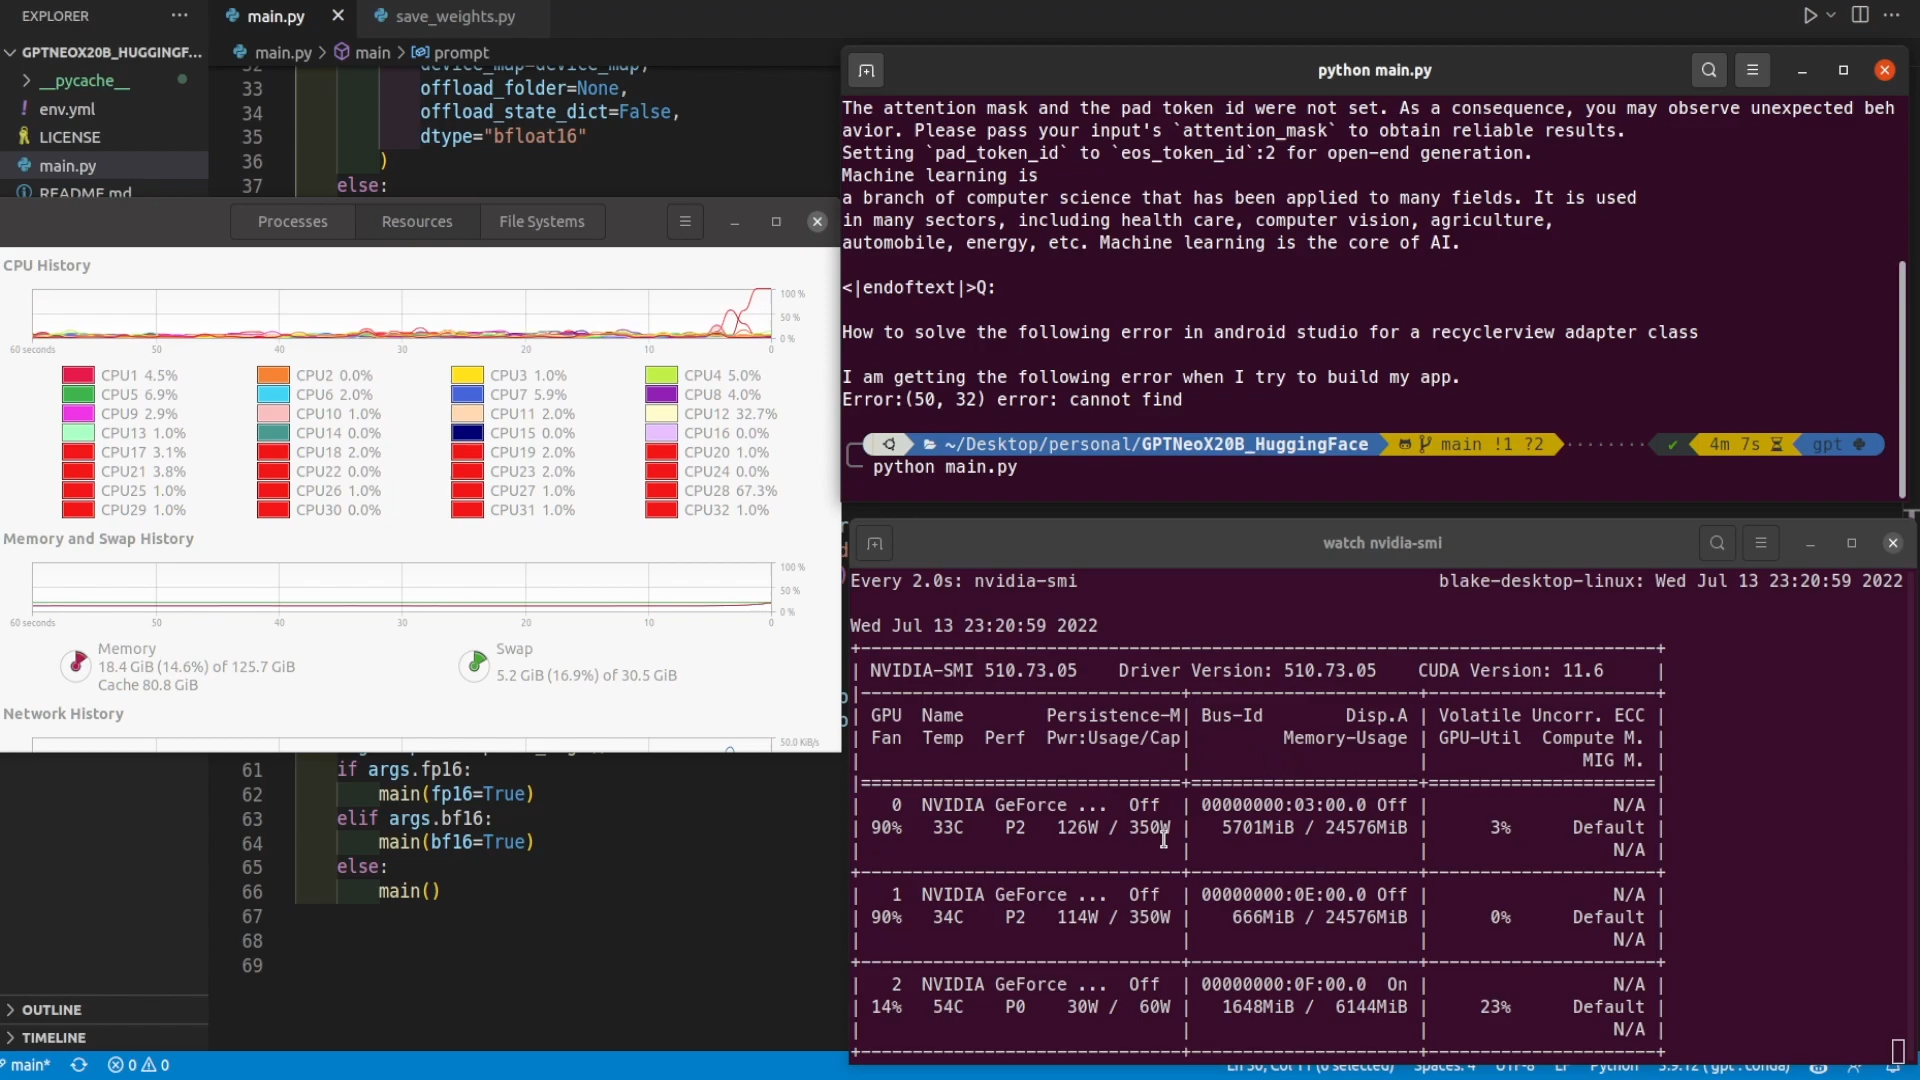 EXPLORER
main.py
save_weights.py
GPTNEOX20B_HUGGINGF...
main.py > main > prompt
__pycache__
env.yml
LICENSE
main.py
README.md
32 device_map=device_map,
33 offload_folder=None,
34 offload_state_dict=False,
35 dtype="bfloat16"
36 )
37 else:
Processes Resources File Systems
CPU History
100 %
50 %
0 %
60 seconds 50 40 30 20 10 0
CPU1 4.5% CPU2 0.0% CPU3 1.0% CPU4 5.0%
CPU5 6.9% CPU6 2.0% CPU7 5.9% CPU8 4.0%
CPU9 2.9% CPU10 1.0% CPU11 2.0% CPU12 32.7%
CPU13 1.0% CPU14 0.0% CPU15 0.0% CPU16 0.0%
CPU17 3.1% CPU18 2.0% CPU19 2.0% CPU20 1.0%
CPU21 3.8% CPU22 0.0% CPU23 2.0% CPU24 0.0%
CPU25 1.0% CPU26 1.0% CPU27 1.0% CPU28 67.3%
CPU29 1.0% CPU30 0.0% CPU31 1.0% CPU32 1.0%
Memory and Swap History
100 %
50 %
0 %
60 seconds 50 40 30 20 10 0
Memory
18.4 GiB (14.6%) of 125.7 GiB
Cache 80.8 GiB
Swap
5.2 GiB (16.9%) of 30.5 GiB
Network History
50.0 KiB/s
61 if args.fp16:
62 main(fp16=True)
63 elif args.bf16:
64 main(bf16=True)
65 else:
66 main()
67
68
69
OUTLINE
TIMELINE
main* 0 0
python main.py
The attention mask and the pad token id were not set. As a consequence, you may observe unexpected beh
avior. Please pass your input's `attention_mask` to obtain reliable results.
Setting `pad_token_id` to `eos_token_id`:2 for open-end generation.
Machine learning is
a branch of computer science that has been applied to many fields. It is used
in many sectors, including health care, computer vision, agriculture,
automobile, energy, etc. Machine learning is the core of AI.
<|endoftext|>Q:
How to solve the following error in android studio for a recyclerview adapter class
I am getting the following error when I try to build my app.
Error:(50, 32) error: cannot find
~/Desktop/personal/GPTNeoX20B_HuggingFace main !1 ?2 ········ ✔ 4m 7s gpt
python main.py
watch nvidia-smi
Every 2.0s: nvidia-smi blake-desktop-linux: Wed Jul 13 23:20:59 2022
Wed Jul 13 23:20:59 2022
+-----------------------------------------------------------------------------+
| NVIDIA-SMI 510.73.05 Driver Version: 510.73.05 CUDA Version: 11.6 |
|-------------------------------+----------------------+----------------------+
| GPU Name Persistence-M| Bus-Id Disp.A | Volatile Uncorr. ECC |
| Fan Temp Perf Pwr:Usage/Cap| Memory-Usage | GPU-Util Compute M. |
| | | MIG M. |
|===============================+======================+======================|
| 0 NVIDIA GeForce ... Off | 00000000:03:00.0 Off | N/A |
| 90% 33C P2 126W / 350W | 5701MiB / 24576MiB | 3% Default |
| | | N/A |
+-------------------------------+----------------------+----------------------+
| 1 NVIDIA GeForce ... Off | 00000000:0E:00.0 Off | N/A |
| 90% 34C P2 114W / 350W | 666MiB / 24576MiB | 0% Default |
| | | N/A |
+-------------------------------+----------------------+----------------------+
| 2 NVIDIA GeForce ... Off | 00000000:0F:00.0 On | N/A |
| 14% 54C P0 30W / 60W | 1648MiB / 6144MiB | 23% Default |
| | | N/A |
+-------------------------------+----------------------+----------------------+